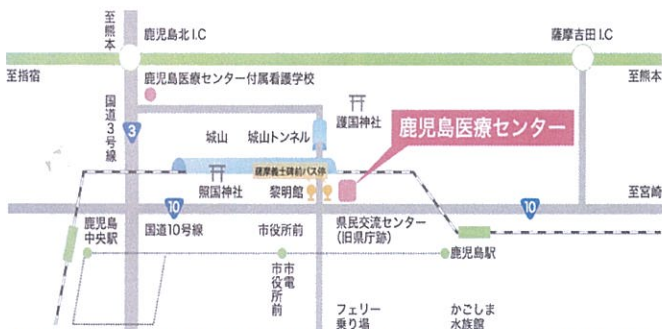 至熊本
鹿児島北I.C
薩摩吉田I.C
至指宿
至熊本
鹿児島医療センター付属看護学校
国道3号線
3
護国神社
鹿児島医療センター
城山
城山トンネル
薩摩義士碑前バス停
照国神社
黎明館
至宮崎
10
10
鹿児島
中央駅
国道10号線
市役所前
県民交流センター
(旧県庁跡)
鹿児島駅
市電
市役所前
フェリー
乗り場
かごしま
水族館